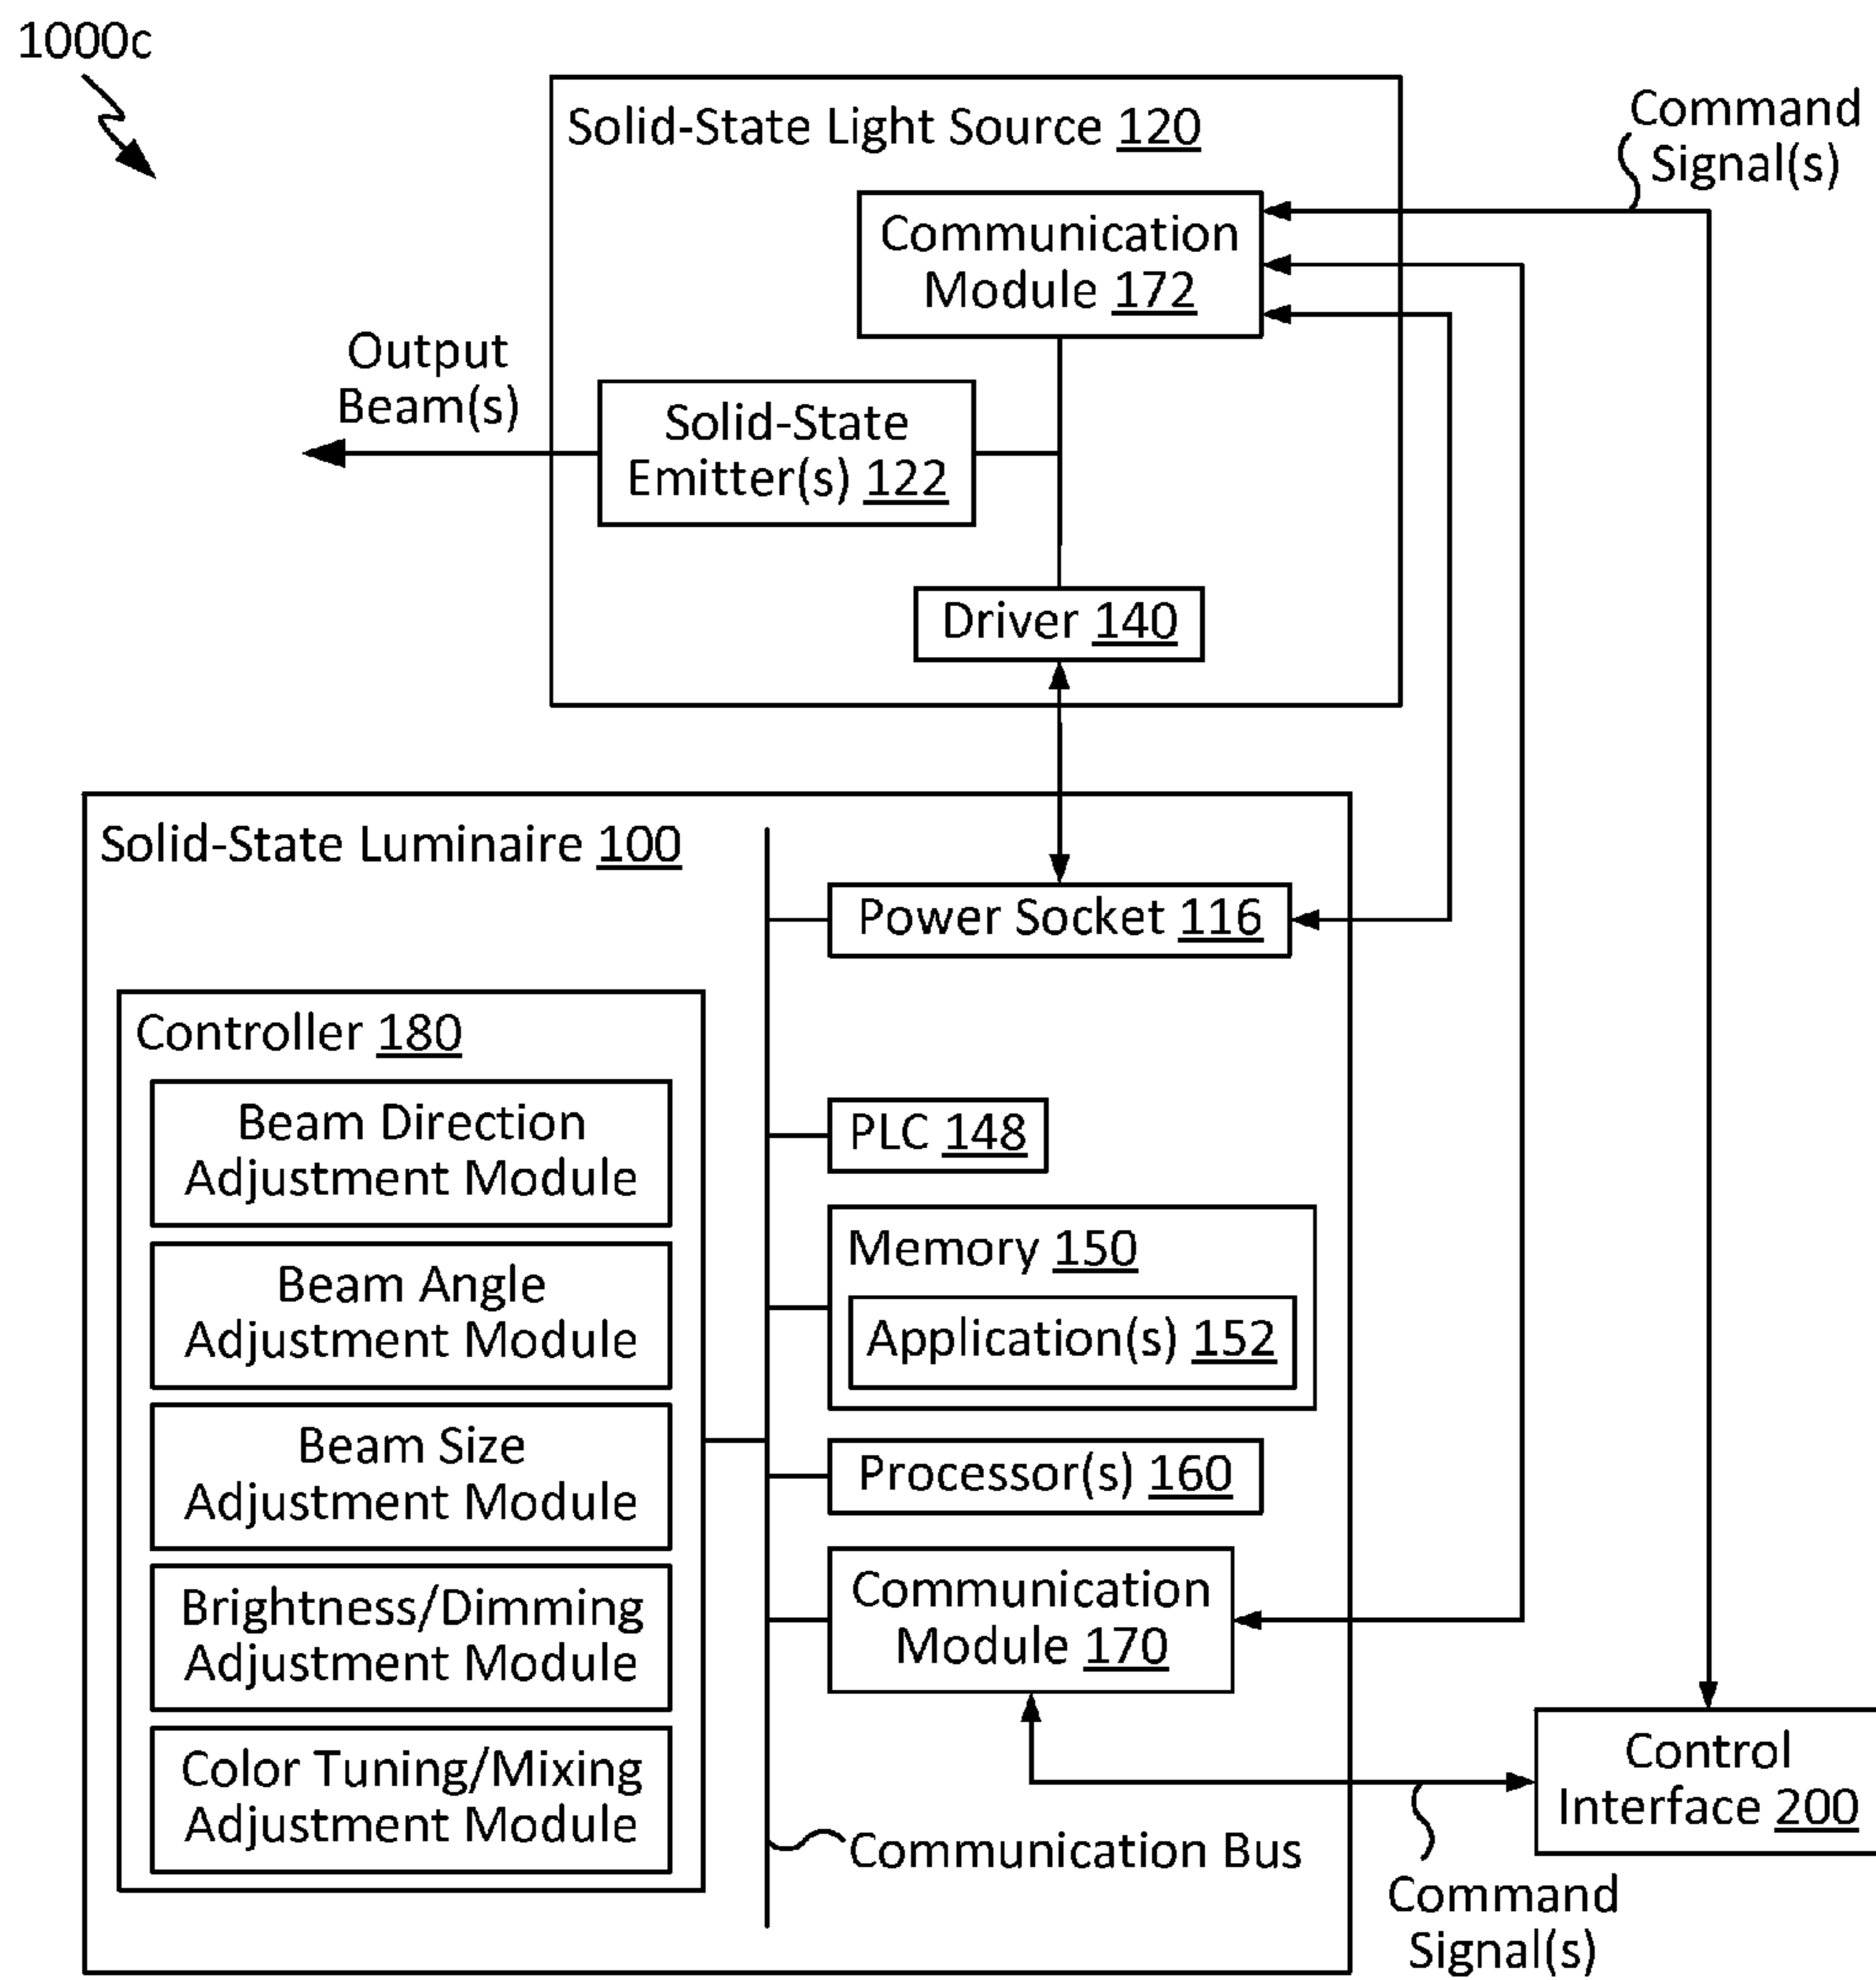 1000c
Solid-State Light Source 120
Command
Signal(s)
Communication
Module 172
Output
Beam(s)
Solid-State
Emitter(s) 122
Driver 140
Solid-State Luminaire 100
Power Socket 116
Controller 180
Beam Direction
Adjustment Module
Beam Angle
Adjustment Module
Beam Size
Adjustment Module
Brightness/Dimming
Adjustment Module
Color Tuning/Mixing
Adjustment Module
PLC 148
Memory 150
Application(s) 152
Processor(s) 160
Communication
Module 170
Communication Bus
Control
Interface 200
Command
Signal(s)